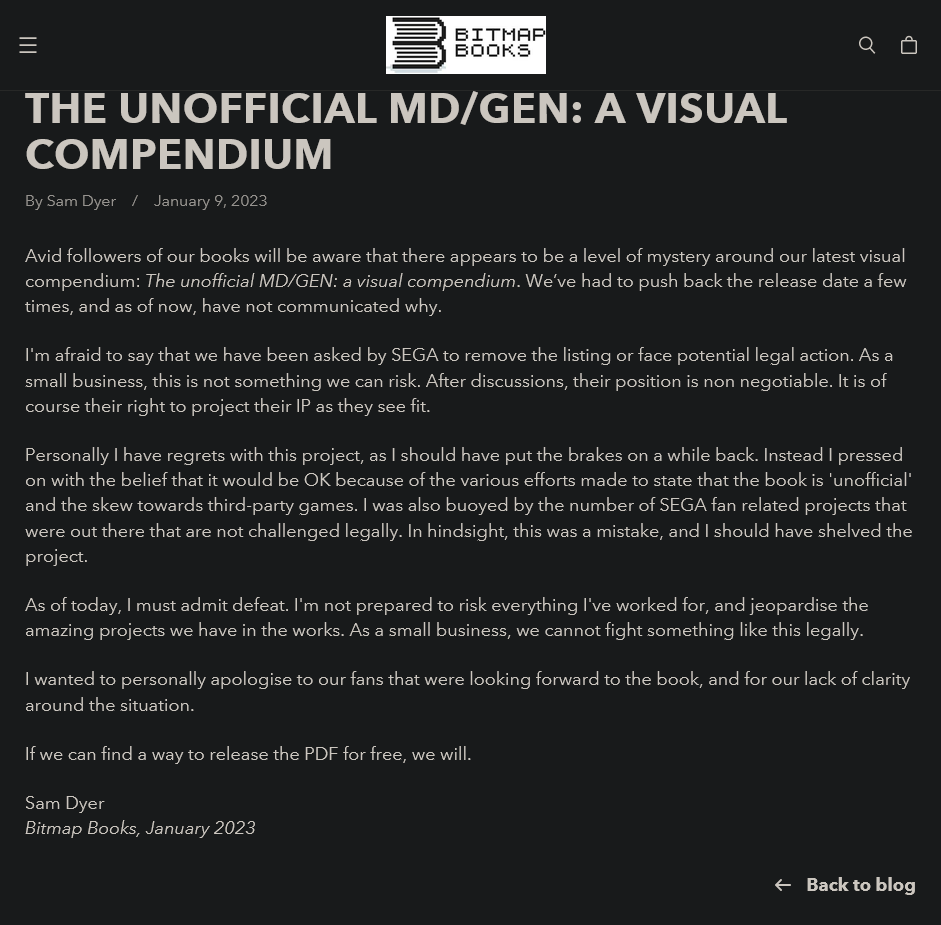 BITMAP
BOOKS
THE UNOFFICIAL MD/GEN: A VISUAL
COMPENDIUM
By Sam Dyer / January 9, 2023
Avid followers of our books will be aware that there appears to be a level of mystery around our latest visual
compendium: The unofficial MD/GEN: a visual compendium. We’ve had to push back the release date a few
times, and as of now, have not communicated why.
I'm afraid to say that we have been asked by SEGA to remove the listing or face potential legal action. As a
small business, this is not something we can risk. After discussions, their position is non negotiable. It is of
course their right to project their IP as they see fit.
Personally I have regrets with this project, as I should have put the brakes on a while back. Instead I pressed
on with the belief that it would be OK because of the various efforts made to state that the book is 'unofficial'
and the skew towards third-party games. I was also buoyed by the number of SEGA fan related projects that
were out there that are not challenged legally. In hindsight, this was a mistake, and I should have shelved the
project.
As of today, I must admit defeat. I'm not prepared to risk everything I've worked for, and jeopardise the
amazing projects we have in the works. As a small business, we cannot fight something like this legally.
I wanted to personally apologise to our fans that were looking forward to the book, and for our lack of clarity
around the situation.
If we can find a way to release the PDF for free, we will.
Sam Dyer
Bitmap Books, January 2023
Back to blog